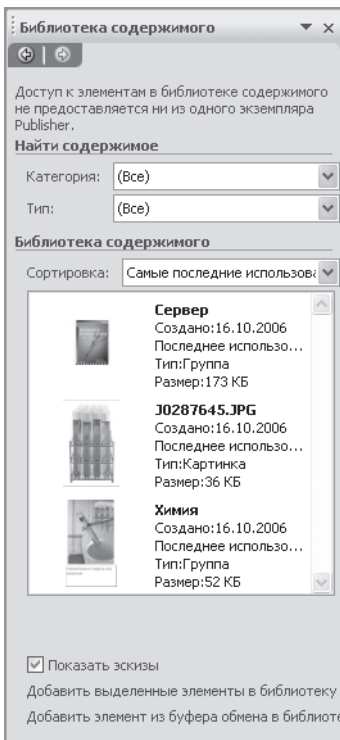 Библиотека содержимого
Доступ к элементам в библиотеке содержимого
не предоставляется ни из одного экземпляра
Publisher.
Найти содержимое
Категория: (Все)
Тип: (Все)
Библиотека содержимого
Сортировка: Самые последние использова
Сервер
Создано:16.10.2006
Последнее использо...
Тип:Группа
Размер:173 КБ
J0287645.JPG
Создано:16.10.2006
Последнее использо...
Тип:Картинка
Размер:36 КБ
Химия
Создано:16.10.2006
Последнее использо...
Тип:Группа
Размер:52 КБ
Показать эскизы
Добавить выделенные элементы в библиотеку
Добавить элемент из буфера обмена в библиоте